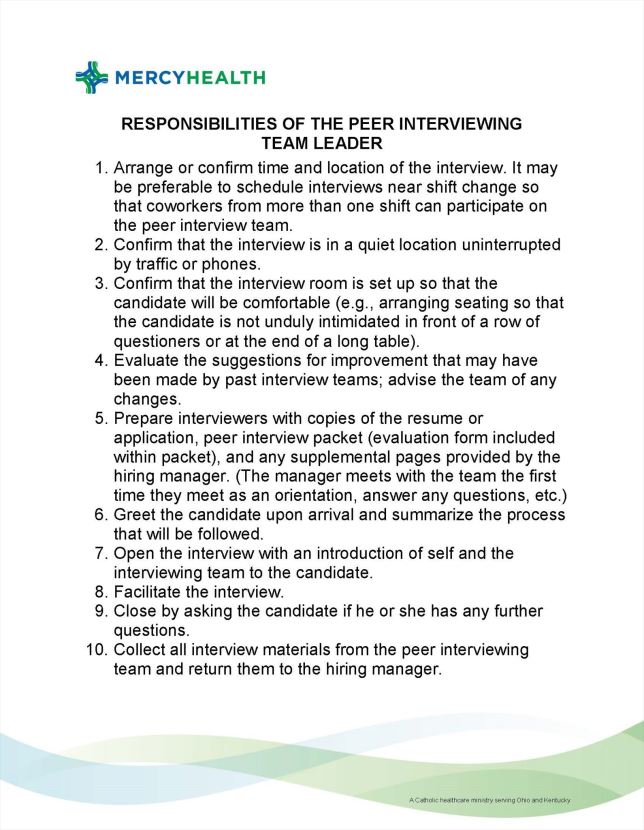 MERCYHEALTH
RESPONSIBILITIES OF THE PEER INTERVIEWING
TEAM LEADER
1. Arrange or confirm time and location of the interview. It may
be preferable to schedule interviews near shift change so
that coworkers from more than one shift can participate on
the peer interview team.
2. Confirm that the interview is in a quiet location uninterrupted
by traffic or phones.
3. Confirm that the interview room is set up so that the
candidate will be comfortable (e.g., arranging seating so that
the candidate is not unduly intimidated in front of a row of
questioners or at the end of a long table).
4. Evaluate the suggestions for improvement that may have
been made by past interview teams; advise the team of any
changes.
5. Prepare interviewers with copies of the resume or
application, peer interview packet (evaluation form included
within packet), and any supplemental pages provided by the
hiring manager. (The manager meets with the team the first
time they meet as an orientation, answer any questions, etc.)
6. Greet the candidate upon arrival and summarize the process
that will be followed.
7. Open the interview with an introduction of self and the
interviewing team to the candidate.
8. Facilitate the interview.
9. Close by asking the candidate if he or she has any further
questions.
10. Collect all interview materials from the peer interviewing
team and return them to the hiring manager.
A Catholic healthcare ministry serving Ohio and Kentucky